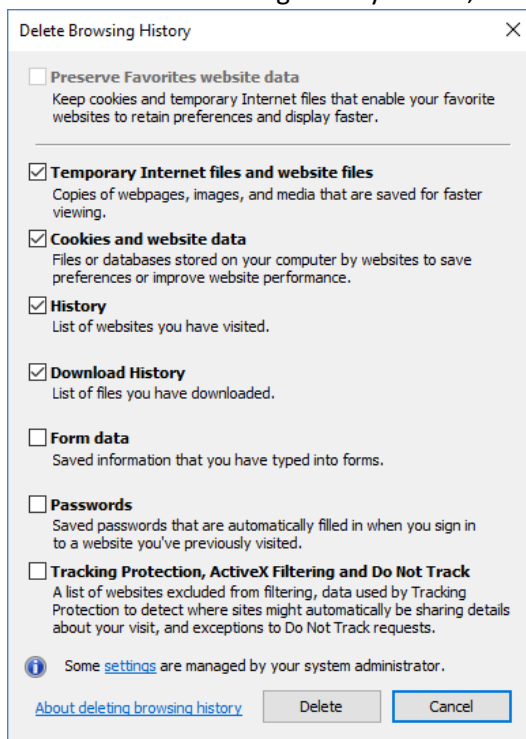 Delete Browsing History
Preserve Favorites website data
Keep cookies and temporary Internet files that enable your favorite
websites to retain preferences and display faster.
Temporary Internet files and website files
Copies of webpages, images, and media that are saved for faster
viewing.
Cookies and website data
Files or databases stored on your computer by websites to save
preferences or improve website performance.
History
List of websites you have visited.
Download History
List of files you have downloaded.
Form data
Saved information that you have typed into forms.
Passwords
Saved passwords that are automatically filled in when you sign in
to a website you've previously visited.
Tracking Protection, ActiveX Filtering and Do Not Track
A list of websites excluded from filtering, data used by Tracking
Protection to detect where sites might automatically be sharing details
about your visit, and exceptions to Do Not Track requests.
Some settings are managed by your system administrator.
About deleting browsing history Delete Cancel